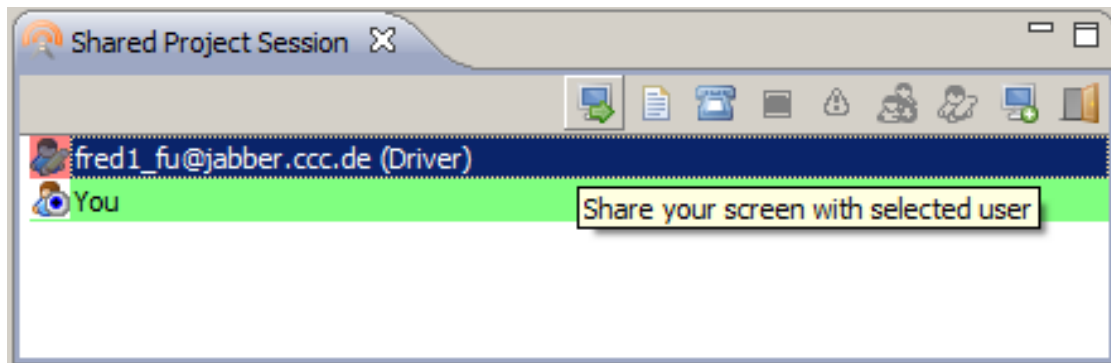 Shared Project Session
fred1_fu@jabber.ccc.de (Driver)
You
Share your screen with selected user